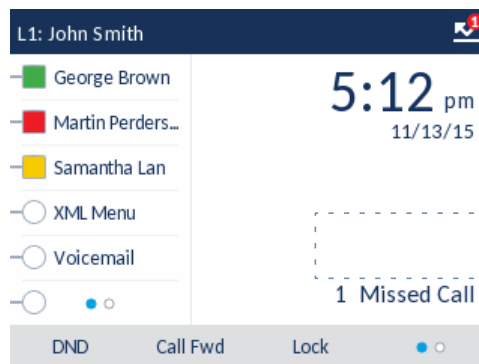 L1: John Smith
1
George Brown
Martin Perders...
Samantha Lan
XML Menu
Voicemail
5:12 pm
11/13/15
1 Missed Call
DND Call Fwd Lock